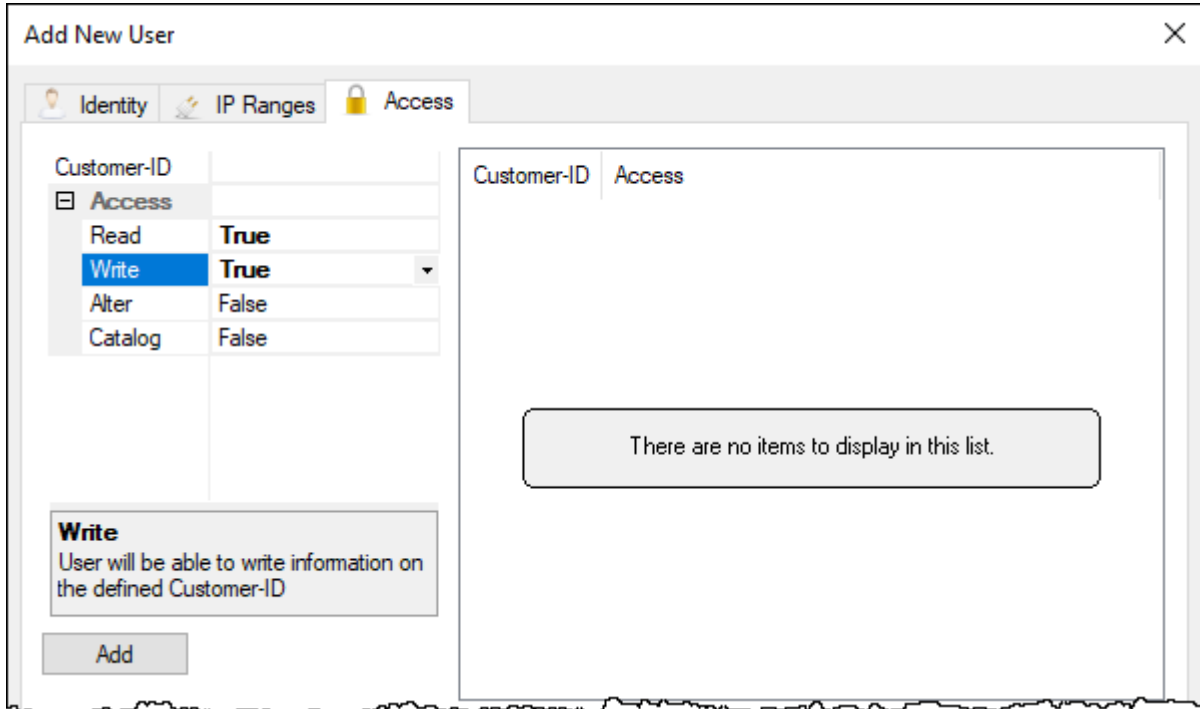 Add New User
Identity IP Ranges Access
Customer-ID
Access
Read True
Write True
Alter False
Catalog False
Write
User will be able to write information on
the defined Customer-ID
Add
Customer-ID Access
There are no items to display in this list.